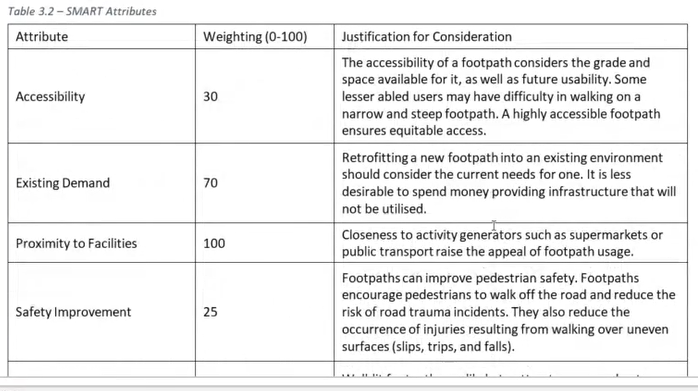 Table 3.2 – SMART Attributes
Attribute Weighting (0-100) Justification for Consideration
The accessibility of a footpath considers the grade and
space available for it, as well as future usability. Some
Accessibility 30 lesser abled users may have difficulty in walking on a
narrow and steep footpath. A highly accessible footpath
ensures equitable access.
Retrofitting a new footpath into an existing environment
Existing Demand 70 should consider the current needs for one. It is less
desirable to spend money providing infrastructure that will
not be utilised.
Proximity to Facilities 100 Closeness to activity generators such as supermarkets or
public transport raise the appeal of footpath usage.
Footpaths can improve pedestrian safety. Footpaths
encourage pedestrians to walk off the road and reduce the
Safety Improvement 25 risk of road trauma incidents. They also reduce the
occurrence of injuries resulting from walking over uneven
surfaces (slips, trips, and falls).